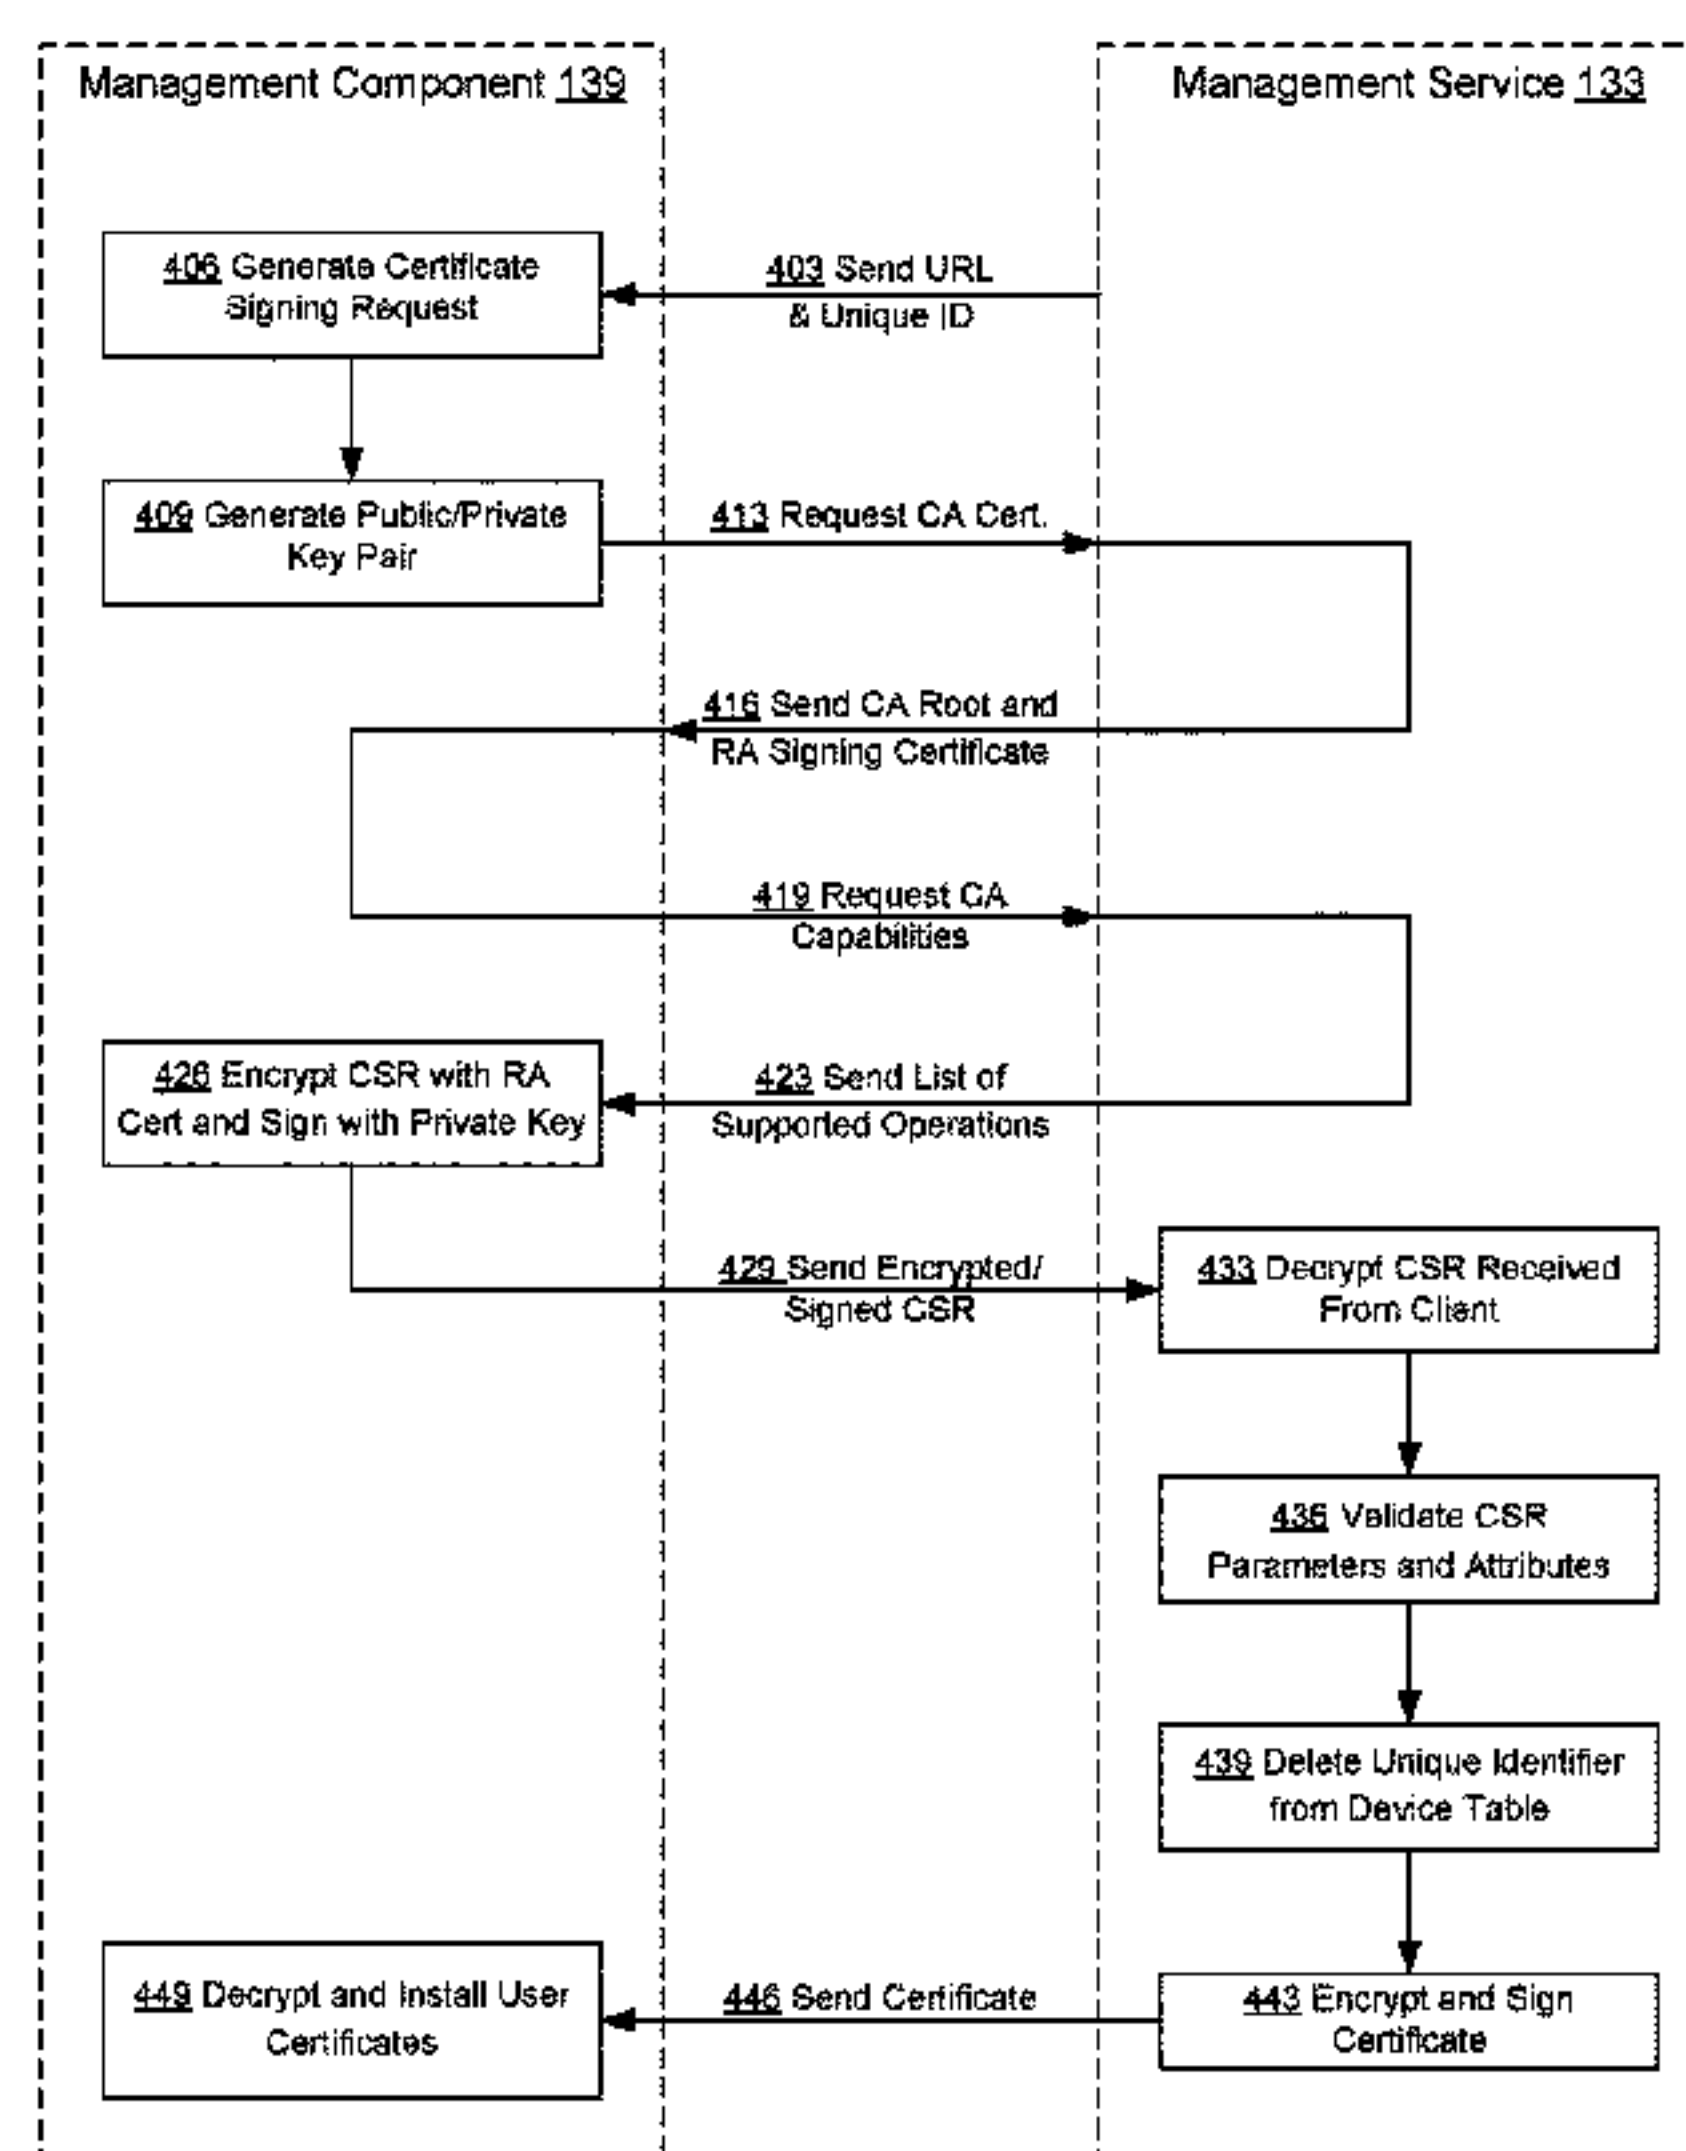 Management Component 139
Management Service 133
403 Send URL
& Unique ID
406 Generate Certificate
Signing Request
409 Generate Public/Private
Key Pair
413 Request CA Cert.
416 Send CA Root and
RA Signing Certificate
419 Request CA
Capabilities
423 Send List of
Supported Operations
426 Encrypt CSR with RA
Cert and Sign with Private Key
429 Send Encrypted/
Signed CSR
433 Decrypt CSR Received
From Client
436 Validate CSR
Parameters and Attributes
439 Delete Unique Identifier
from Device Table
443 Encrypt and Sign
Certificate
446 Send Certificate
449 Decrypt and Install User
Certificates